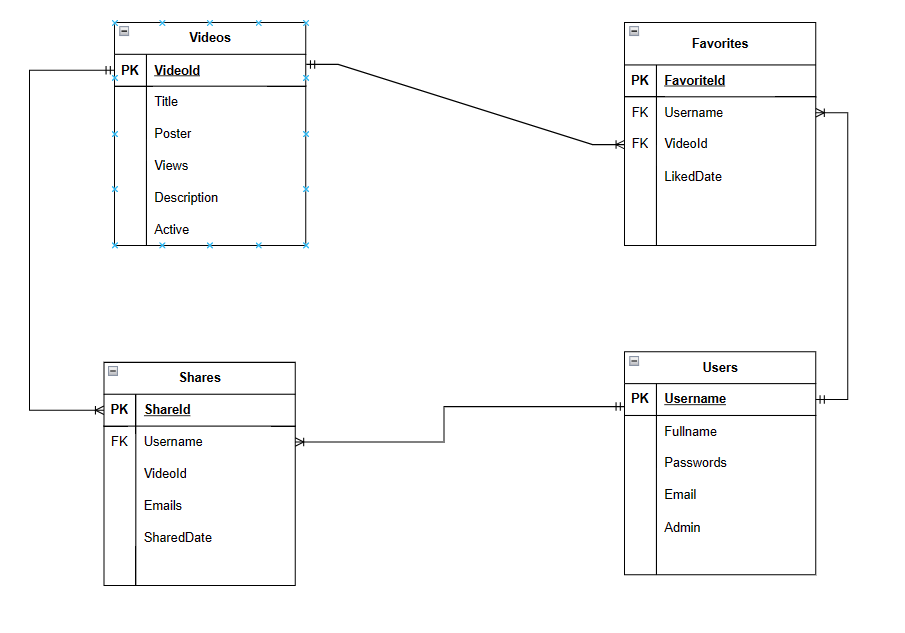 Videos
PK VideoId
Title
Poster
Views
Description
Active
Favorites
PK FavoriteId
FK Username
FK VideoId
LikedDate
Shares
PK ShareId
FK Username
VideoId
Emails
SharedDate
Users
PK Username
Fullname
Passwords
Email
Admin